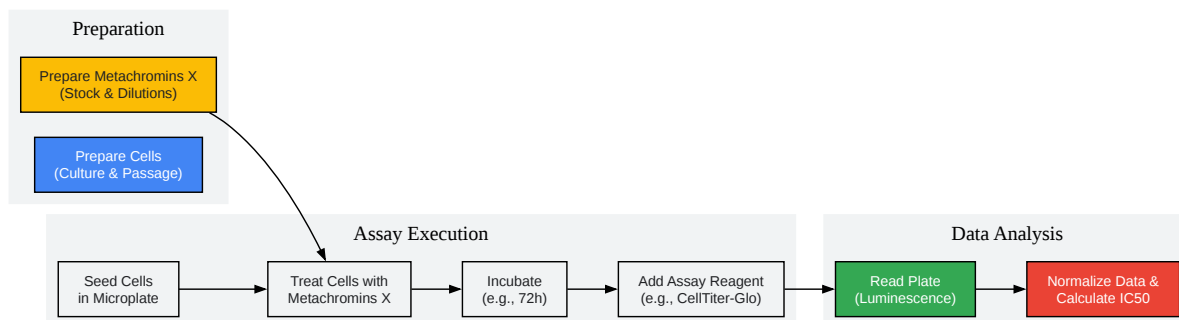 Preparation
Prepare Metachromins X
(Stock & Dilutions)
Prepare Cells
(Culture & Passage)
Assay Execution
Seed Cells
in Microplate
Treat Cells with
Metachromins X
Incubate
(e.g., 72h)
Add Assay Reagent
(e.g., CellTiter-Glo)
Data Analysis
Read Plate
(Luminescence)
Normalize Data &
Calculate IC50